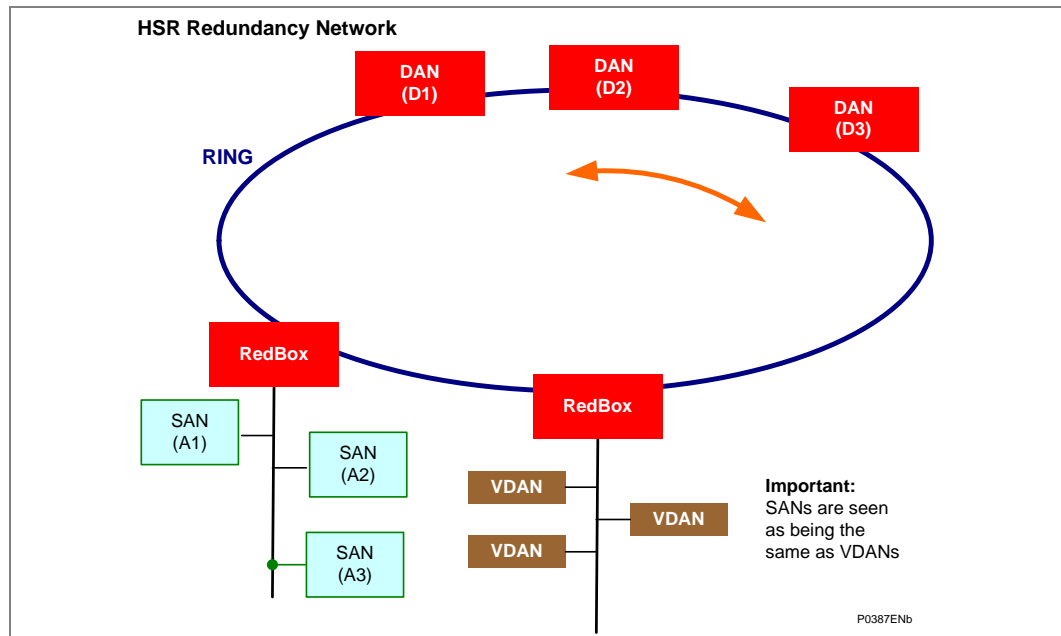 HSR Redundancy Network
DAN
(D1)
DAN
(D2)
DAN
(D3)
RING
RedBox
RedBox
SAN
(A1)
SAN
(A2)
SAN
(A3)
VDAN
VDAN
VDAN
Important:
SANs are seen
as being the
same as VDANs
P0387ENb